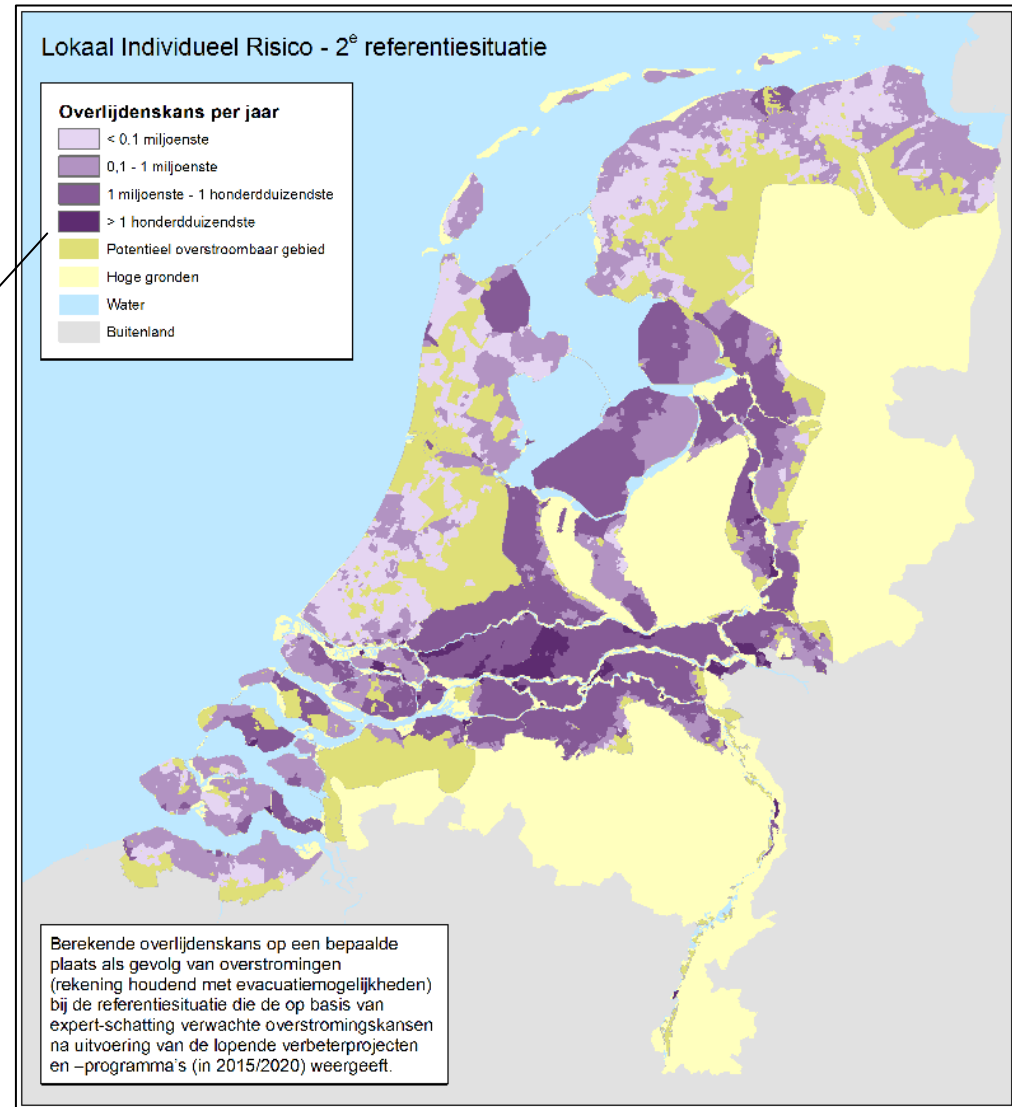 Lokaal Individueel Risico - 2e referentiesituatie
Overlijdenskans per jaar
< 0.1 miljoenste
0,1 - 1 miljoenste
1 miljoenste - 1 honderdduizendste
> 1 honderdduizendste
Potentieel overstroombaar gebied
Hoge gronden
Water
Buitenland
Berekende overlijdenskans op een bepaalde
plaats als gevolg van overstromingen
(rekening houdend met evacuatiemogelijkheden)
bij de referentiesituatie die de op basis van
expert-schatting verwachte overstromingskansen
na uitvoering van de lopende verbeterprojecten
en –programma's (in 2015/2020) weergeeft.